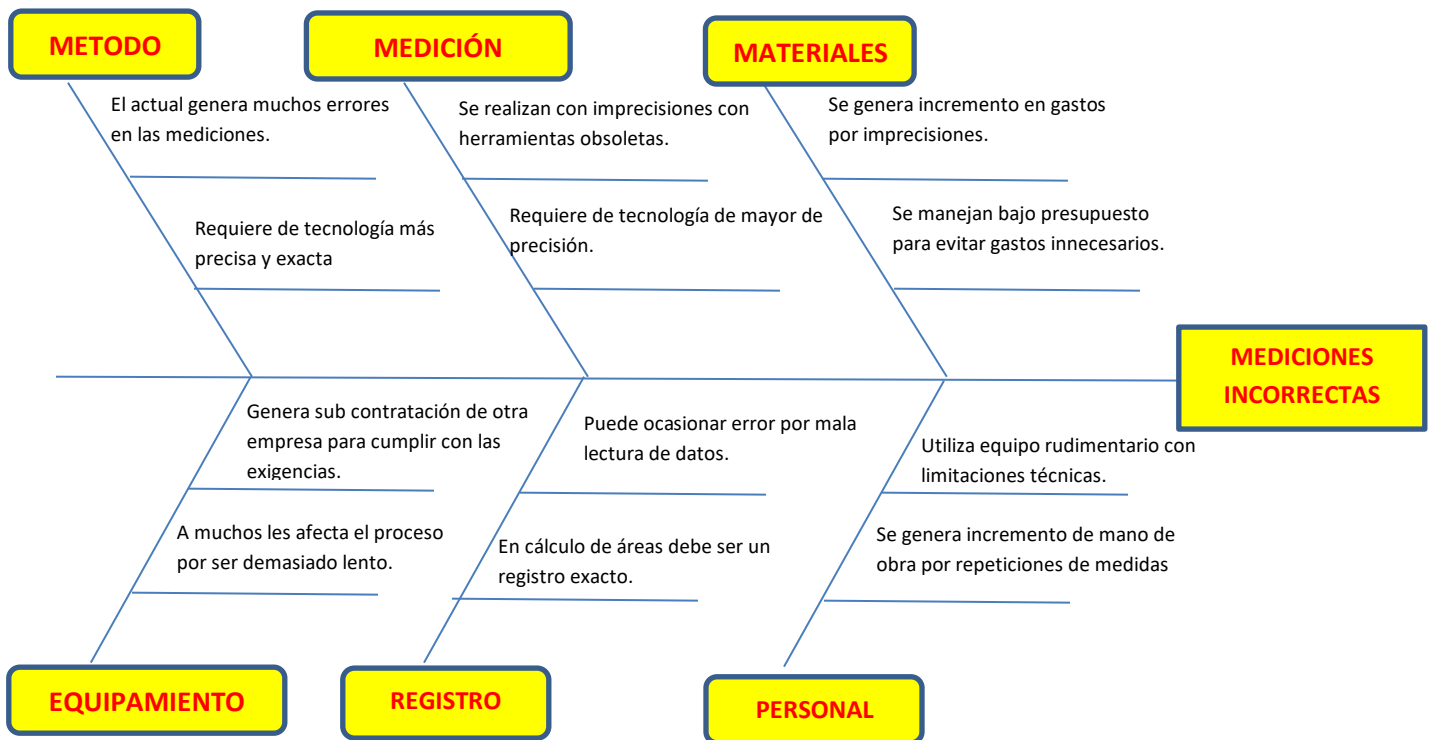 METODO
MEDICIÓN
MATERIALES
El actual genera muchos errores
en las mediciones.
Se realizan con imprecisiones con
herramientas obsoletas.
Se genera incremento en gastos
por imprecisiones.
Requiere de tecnología más
precisa y exacta
Requiere de tecnología de mayor de
precisión.
Se manejan bajo presupuesto
para evitar gastos innecesarios.
MEDICIONES
INCORRECTAS
Genera sub contratación de otra
empresa para cumplir con las
exigencias.
Puede ocasionar error por mala
lectura de datos.
Utiliza equipo rudimentario con
limitaciones técnicas.
A muchos les afecta el proceso
por ser demasiado lento.
En cálculo de áreas debe ser un
registro exacto.
Se genera incremento de mano de
obra por repeticiones de medidas
EQUIPAMIENTO
REGISTRO
PERSONAL